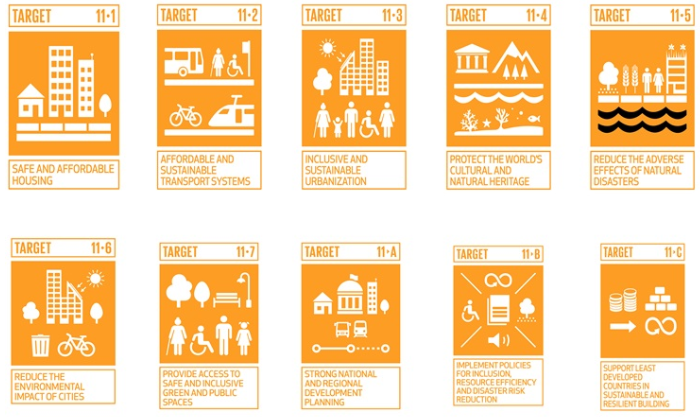 TARGET 11·1
SAFE AND AFFORDABLE
HOUSING
TARGET 11·2
AFFORDABLE AND
SUSTAINABLE
TRANSPORT SYSTEMS
TARGET 11·3
INCLUSIVE AND
SUSTAINABLE
URBANIZATION
TARGET 11·4
PROTECT THE WORLD'S
CULTURAL AND
NATURAL HERITAGE
TARGET 11·5
REDUCE THE ADVERSE
EFFECTS OF NATURAL
DISASTERS
TARGET 11·6
REDUCE THE
ENVIRONMENTAL
IMPACT OF CITIES
TARGET 11·7
PROVIDE ACCESS TO
SAFE AND INCLUSIVE
GREEN AND PUBLIC
SPACES
TARGET 11·A
STRONG NATIONAL
AND REGIONAL
DEVELOPMENT
PLANNING
TARGET 11·B
IMPLEMENT POLICIES
FOR INCLUSION,
RESOURCE EFFICIENCY
AND DISASTER RISK
REDUCTION
TARGET 11·C
SUPPORT LEAST
DEVELOPED
COUNTRIES IN
SUSTAINABLE AND
RESILIENT BUILDING